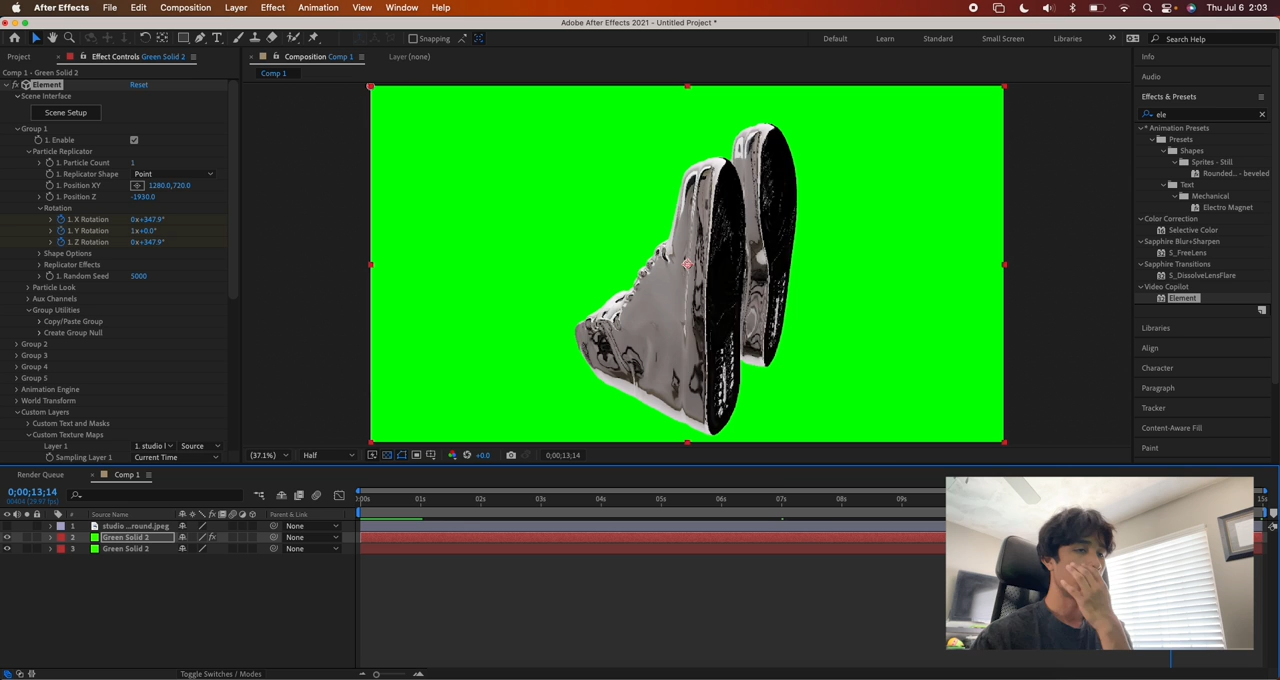 After Effects File Edit Composition Layer Effect Animation View Window Help Thu Jul 6 2:03
Adobe After Effects 2021 - Untitled Project *
Snapping Default Learn Standard Small Screen Libraries Search Help
Project Effect Controls Green Solid 2
Comp 1 - Green Solid 2
Element Reset
Scene Interface
Scene Setup
Group 1
1. Enable
Particle Replicator
1. Particle Count 1
1. Replicator Shape Point
1. Position XY 1280.0,720.0
1. Position Z -1930.0
Rotation
1. X Rotation 0x+347.9°
1. Y Rotation 1x+0.0°
1. Z Rotation 0x+347.9°
Shape Options
Replicator Effects
1. Random Seed 5000
Particle Look
Aux Channels
Group Utilities
Copy/Paste Group
Create Group Null
Group 2
Group 3
Group 4
Group 5
Animation Engine
World Transform
Custom Layers
Custom Text and Masks
Custom Texture Maps
Layer 1 1. studio l Source
Sampling Layer 1 Current Time
Composition Comp 1 Layer (none)
Comp 1
(37.1%) Half +0.0 0;00;13;14
Info
Audio
Effects & Presets
ele
* Animation Presets
Presets
Shapes
Sprites - Still
Rounded... - beveled
Text
Mechanical
Electro Magnet
Color Correction
Selective Color
Sapphire Blur+Sharpen
S_FreeLens
Sapphire Transitions
S_DissolveLensFlare
Video Copilot
Element
Libraries
Align
Character
Paragraph
Tracker
Content-Aware Fill
Paint
Render Queue Comp 1
0;00;13;14
00404 (29.97 fps)
:00s 01s 02s 03s 04s 05s 06s 07s 08s 09s 15s
# Source Name Parent & Link
1 studio ...round.jpeg None
2 Green Solid 2 None
3 Green Solid 2 None
Toggle Switches / Modes